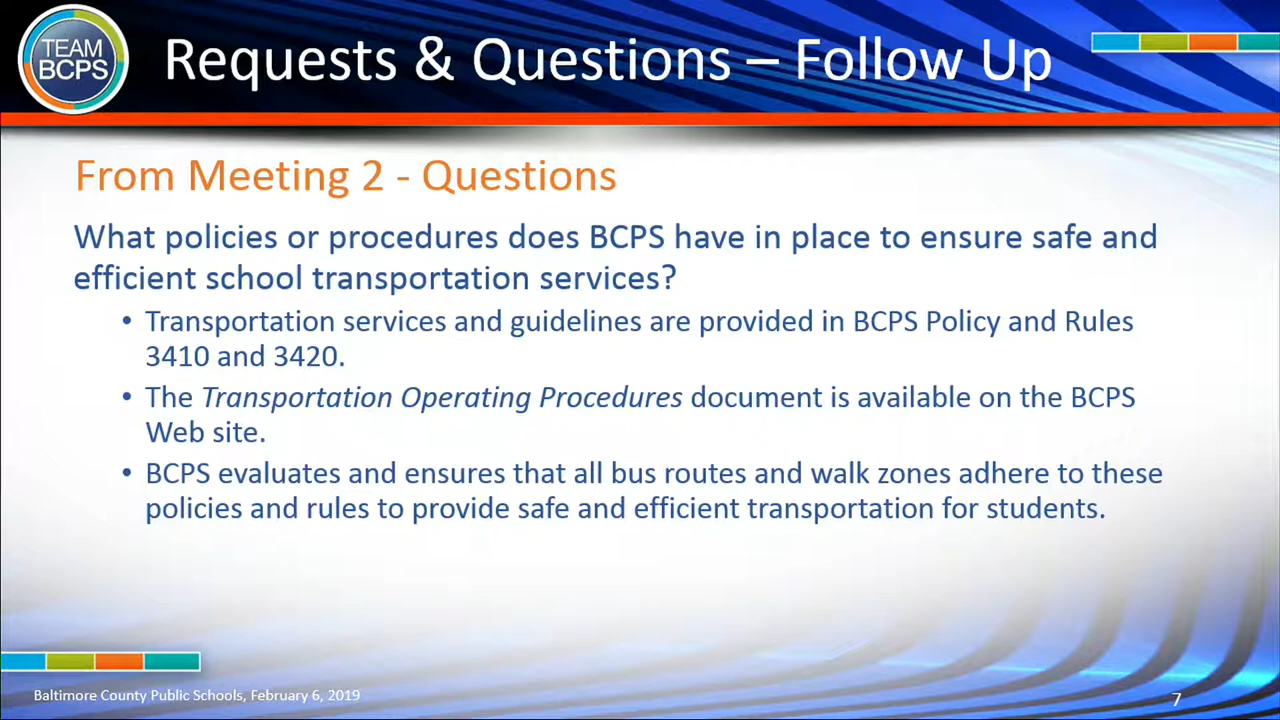 TEAM
BCPS
Requests & Questions – Follow Up
From Meeting 2 - Questions
What policies or procedures does BCPS have in place to ensure safe and
efficient school transportation services?
• Transportation services and guidelines are provided in BCPS Policy and Rules
3410 and 3420.
• The Transportation Operating Procedures document is available on the BCPS
Web site.
• BCPS evaluates and ensures that all bus routes and walk zones adhere to these
policies and rules to provide safe and efficient transportation for students.
Baltimore County Public Schools, February 6, 2019
7